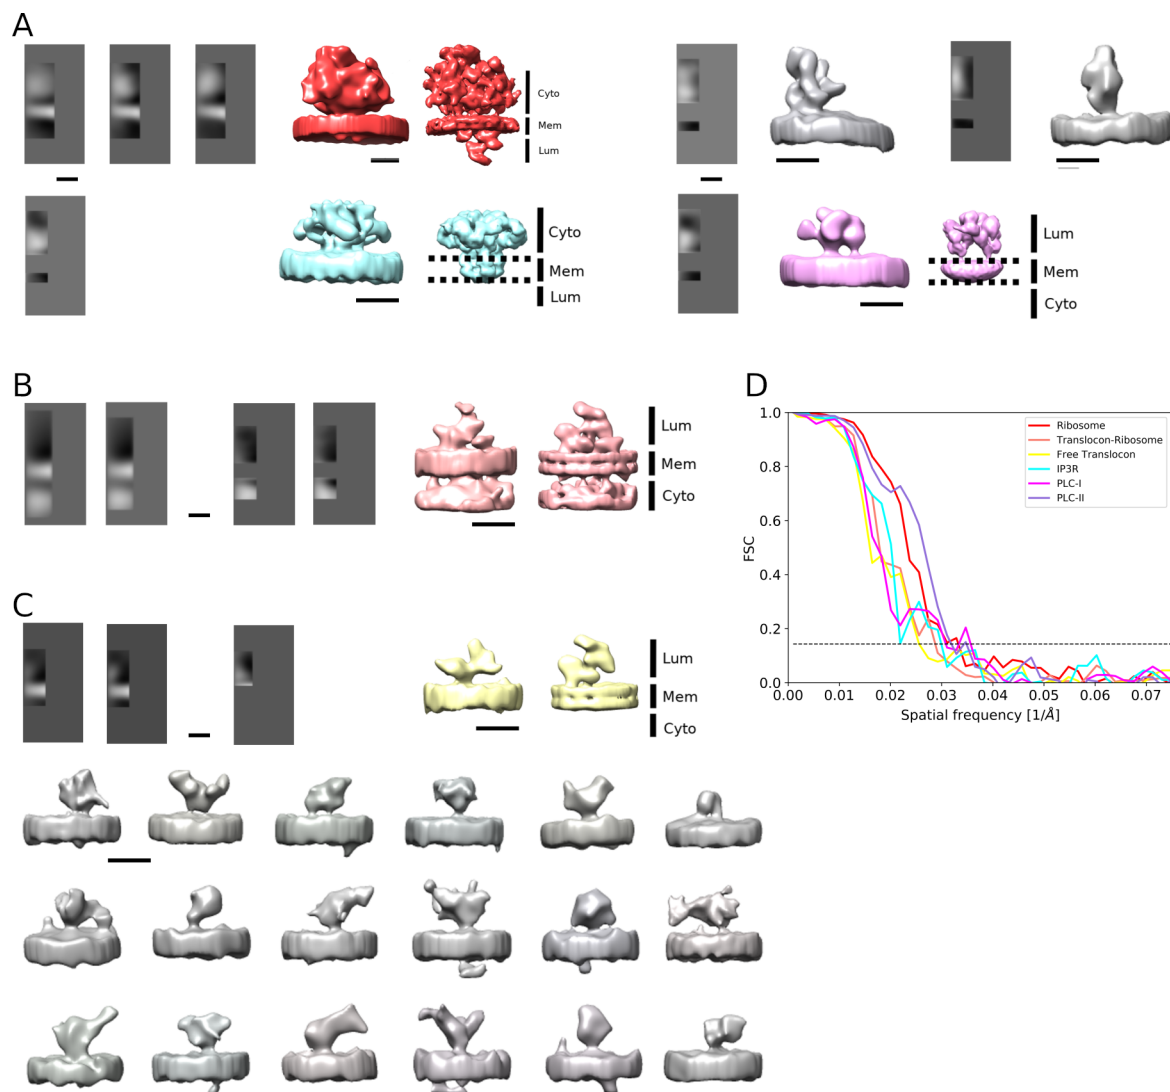 A
Cyto
Mem
Lum
Cyto
Mem
Lum
Lum
Mem
Cyto
B
Lum
Mem
Cyto
C
Lum
Mem
Cyto
D
1.0
0.8
0.6
0.4
0.2
0.0
FSC
Ribosome
Translocon-Ribosome
Free Translocon
IP3R
PLC-I
PLC-II
0.00 0.01 0.02 0.03 0.04 0.05 0.06 0.07
Spatial frequency [1/Å]